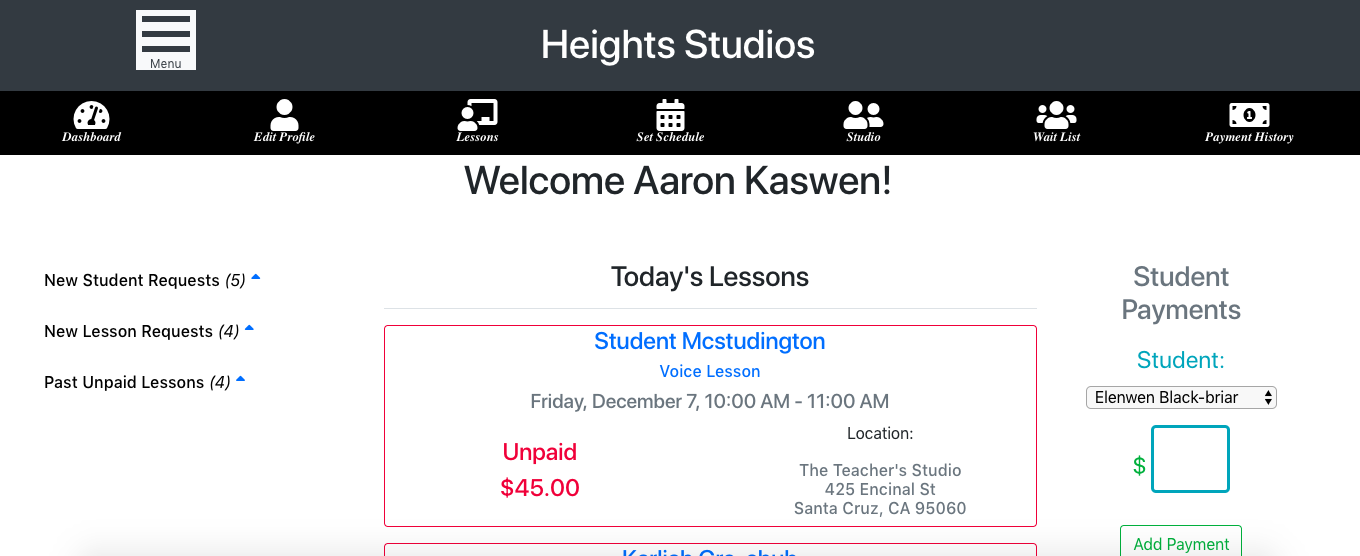 Menu
Heights Studios
Dashboard
Edit Profile
Lessons
Set Schedule
Studio
Wait List
Payment History
Welcome Aaron Kaswen!
New Student Requests (5)
New Lesson Requests (4)
Past Unpaid Lessons (4)
Today's Lessons
Student Mcstudington
Voice Lesson
Friday, December 7, 10:00 AM - 11:00 AM
Unpaid
$45.00
Location:
The Teacher's Studio
425 Encinal St
Santa Cruz, CA 95060
Student
Payments
Student:
Elenwen Black-briar
$
Add Payment